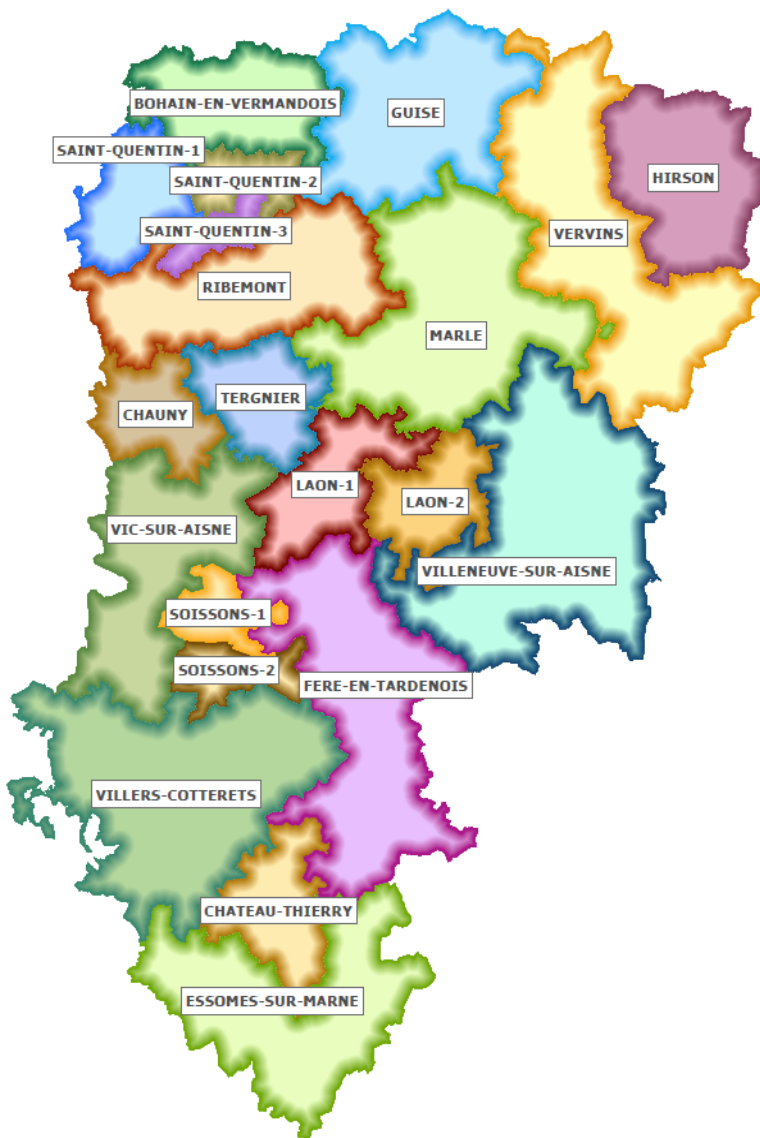 BOHAIN-EN-VERMANDOIS
GUISE
SAINT-QUENTIN-1
SAINT-QUENTIN-2
HIRSON
SAINT-QUENTIN-3
VERVINS
RIBEMONT
MARLE
TERGNIER
CHAUNY
LAON-1
LAON-2
VIC-SUR-AISNE
VILLENEUVE-SUR-AISNE
SOISSONS-1
SOISSONS-2
FERE-EN-TARDENOIS
VILLERS-COTTERETS
CHATEAU-THIERRY
ESSOMES-SUR-MARNE